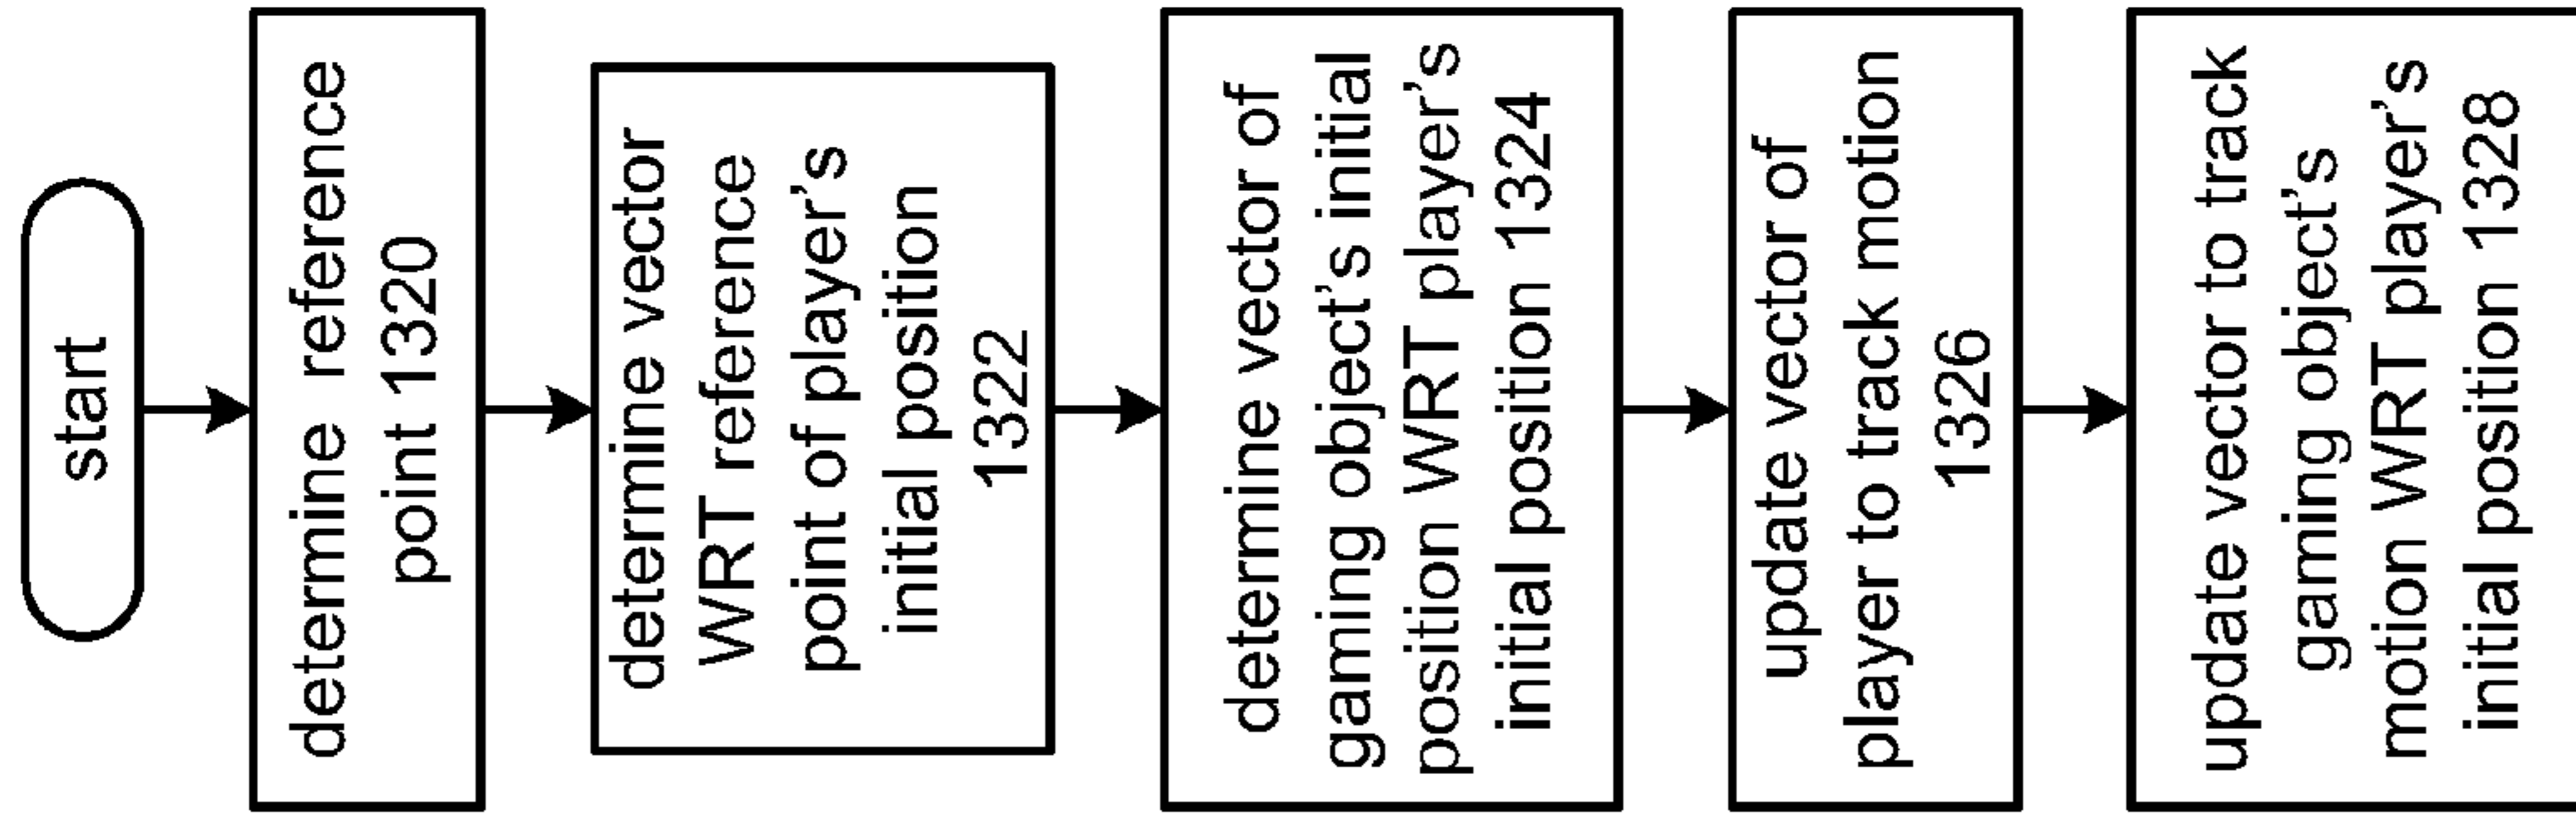 start
determine reference
point 1320
determine vector
WRT reference
point of player's
initial position
1322
determine vector of
gaming object's initial
position WRT player's
initial position 1324
update vector of
player to track motion
1326
update vector to track
gaming object's
motion WRT player's
initial position 1328